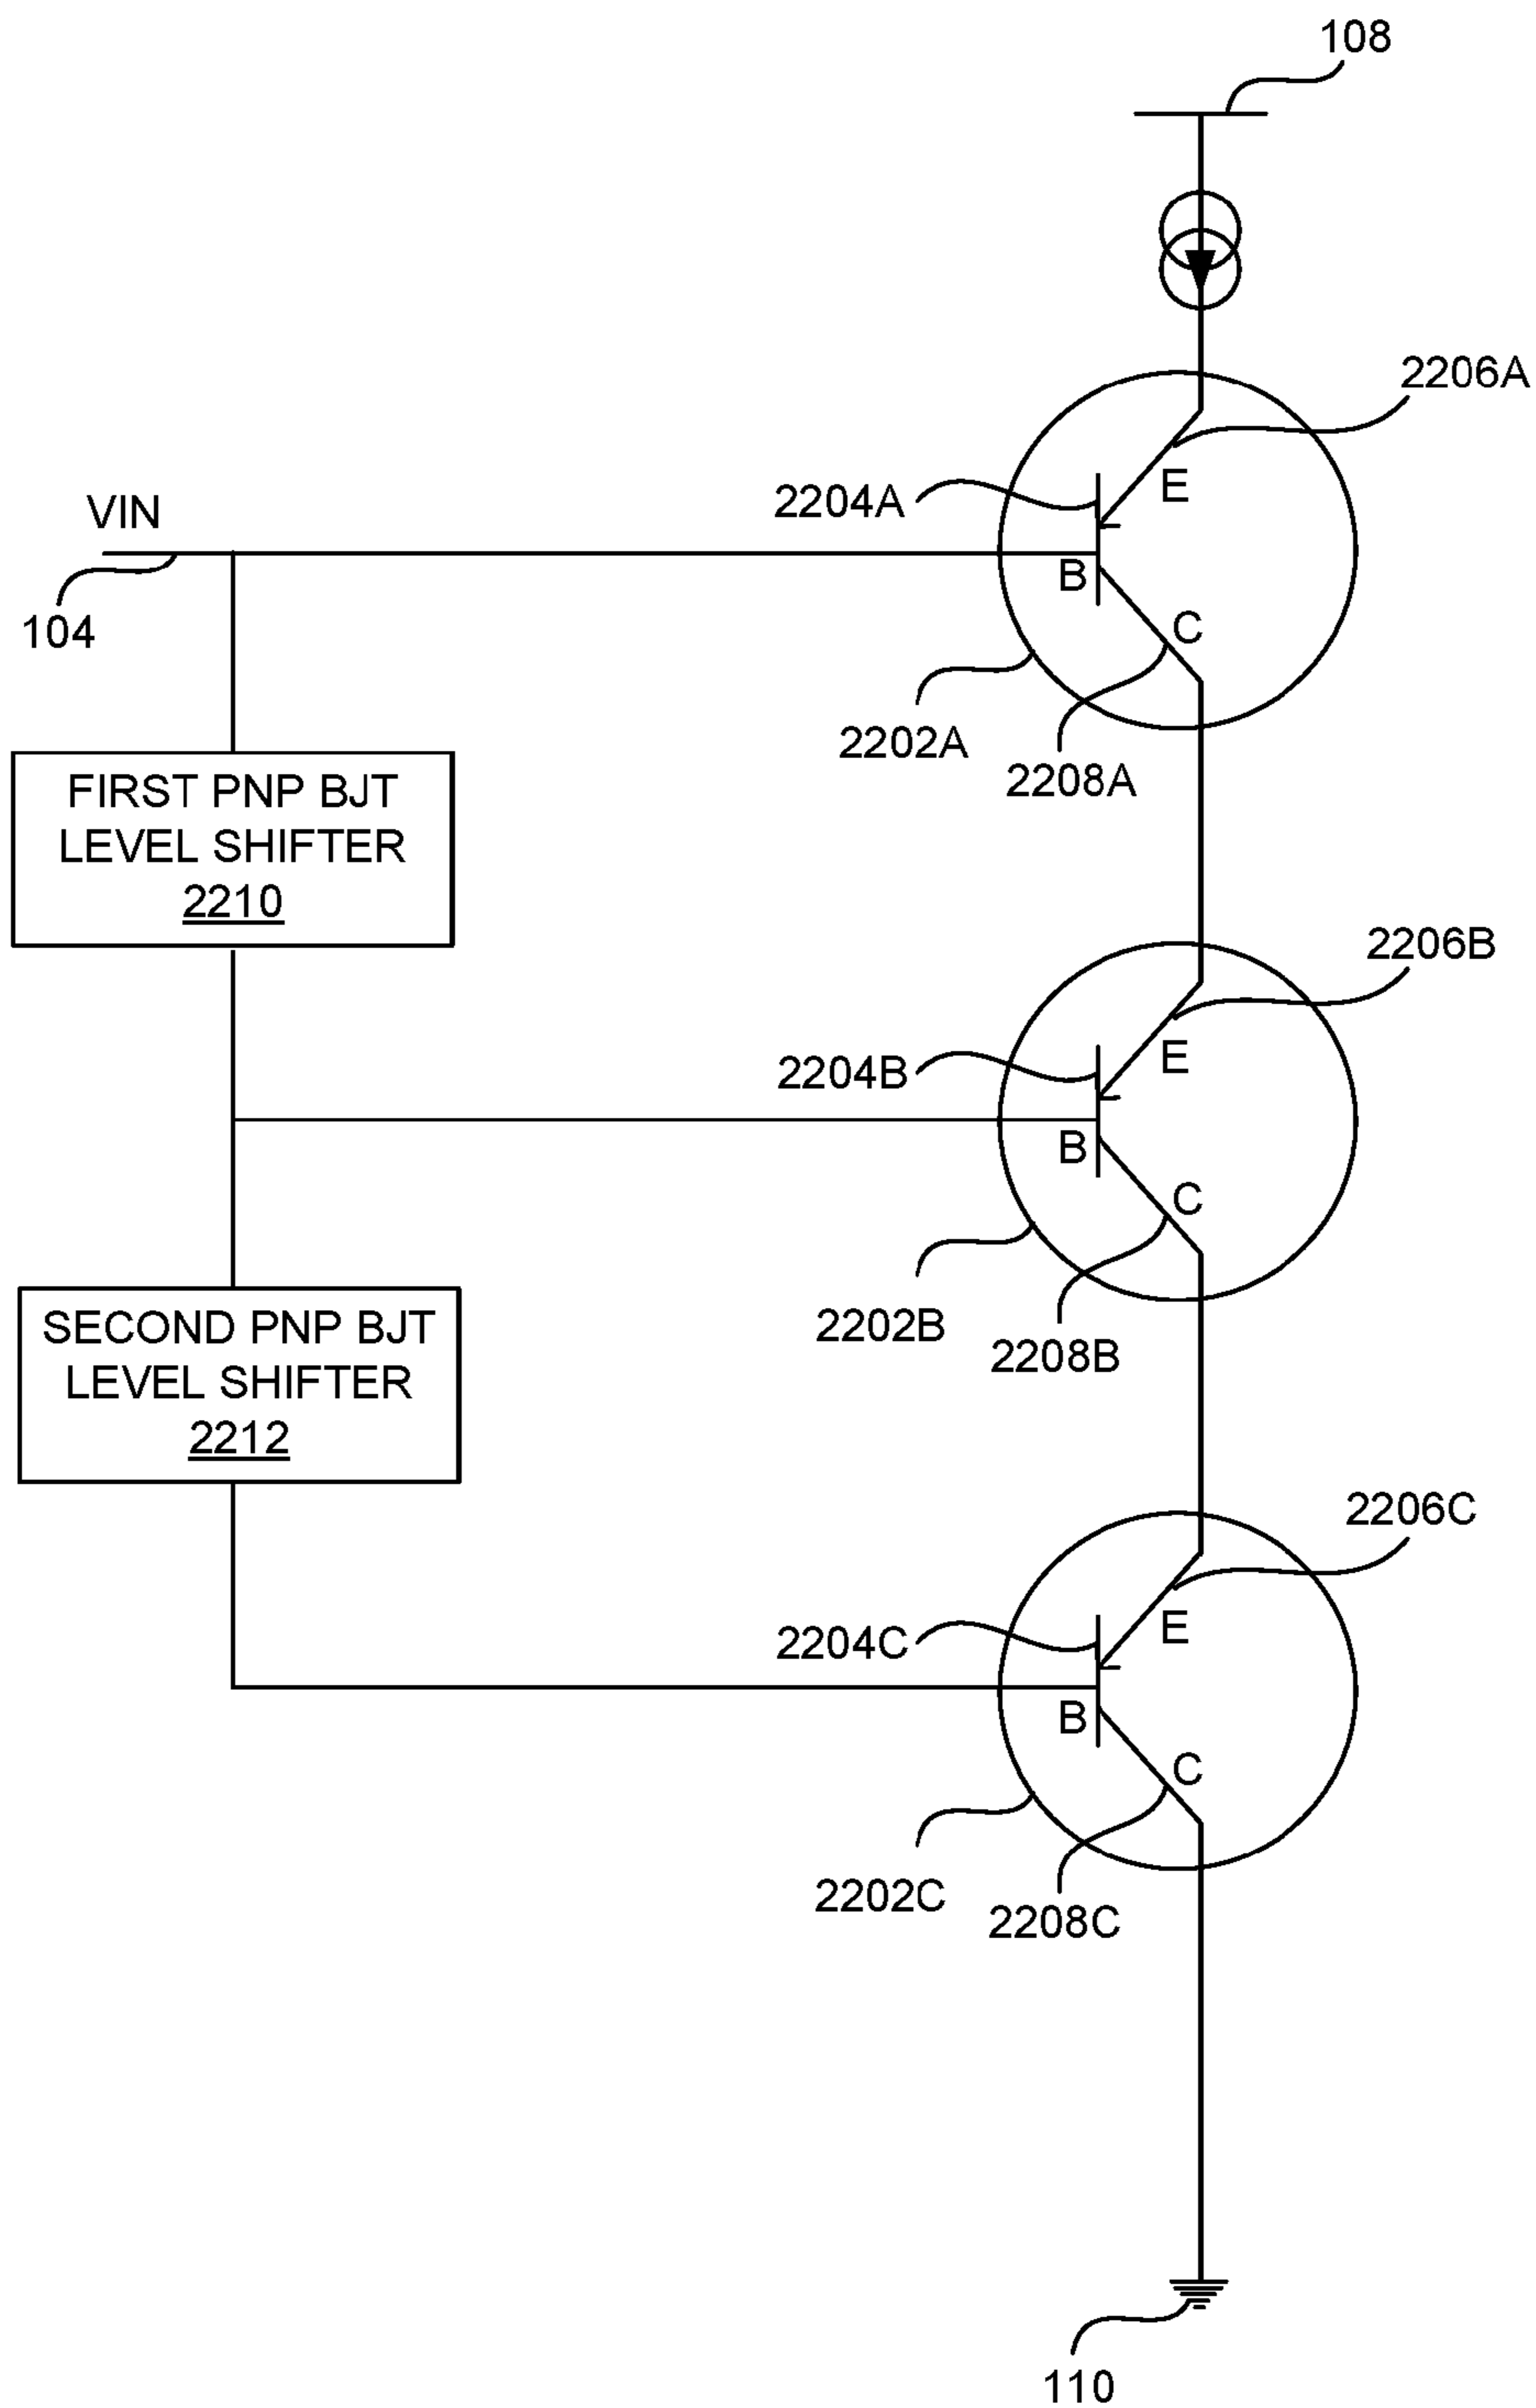 108
2206A
2204A
E
VIN
B
104
C
2202A
2208A
FIRST PNP BJT
LEVEL SHIFTER
2210
2206B
2204B
E
B
C
2202B
2208B
SECOND PNP BJT
LEVEL SHIFTER
2212
2206C
2204C
E
B
C
2202C
2208C
110